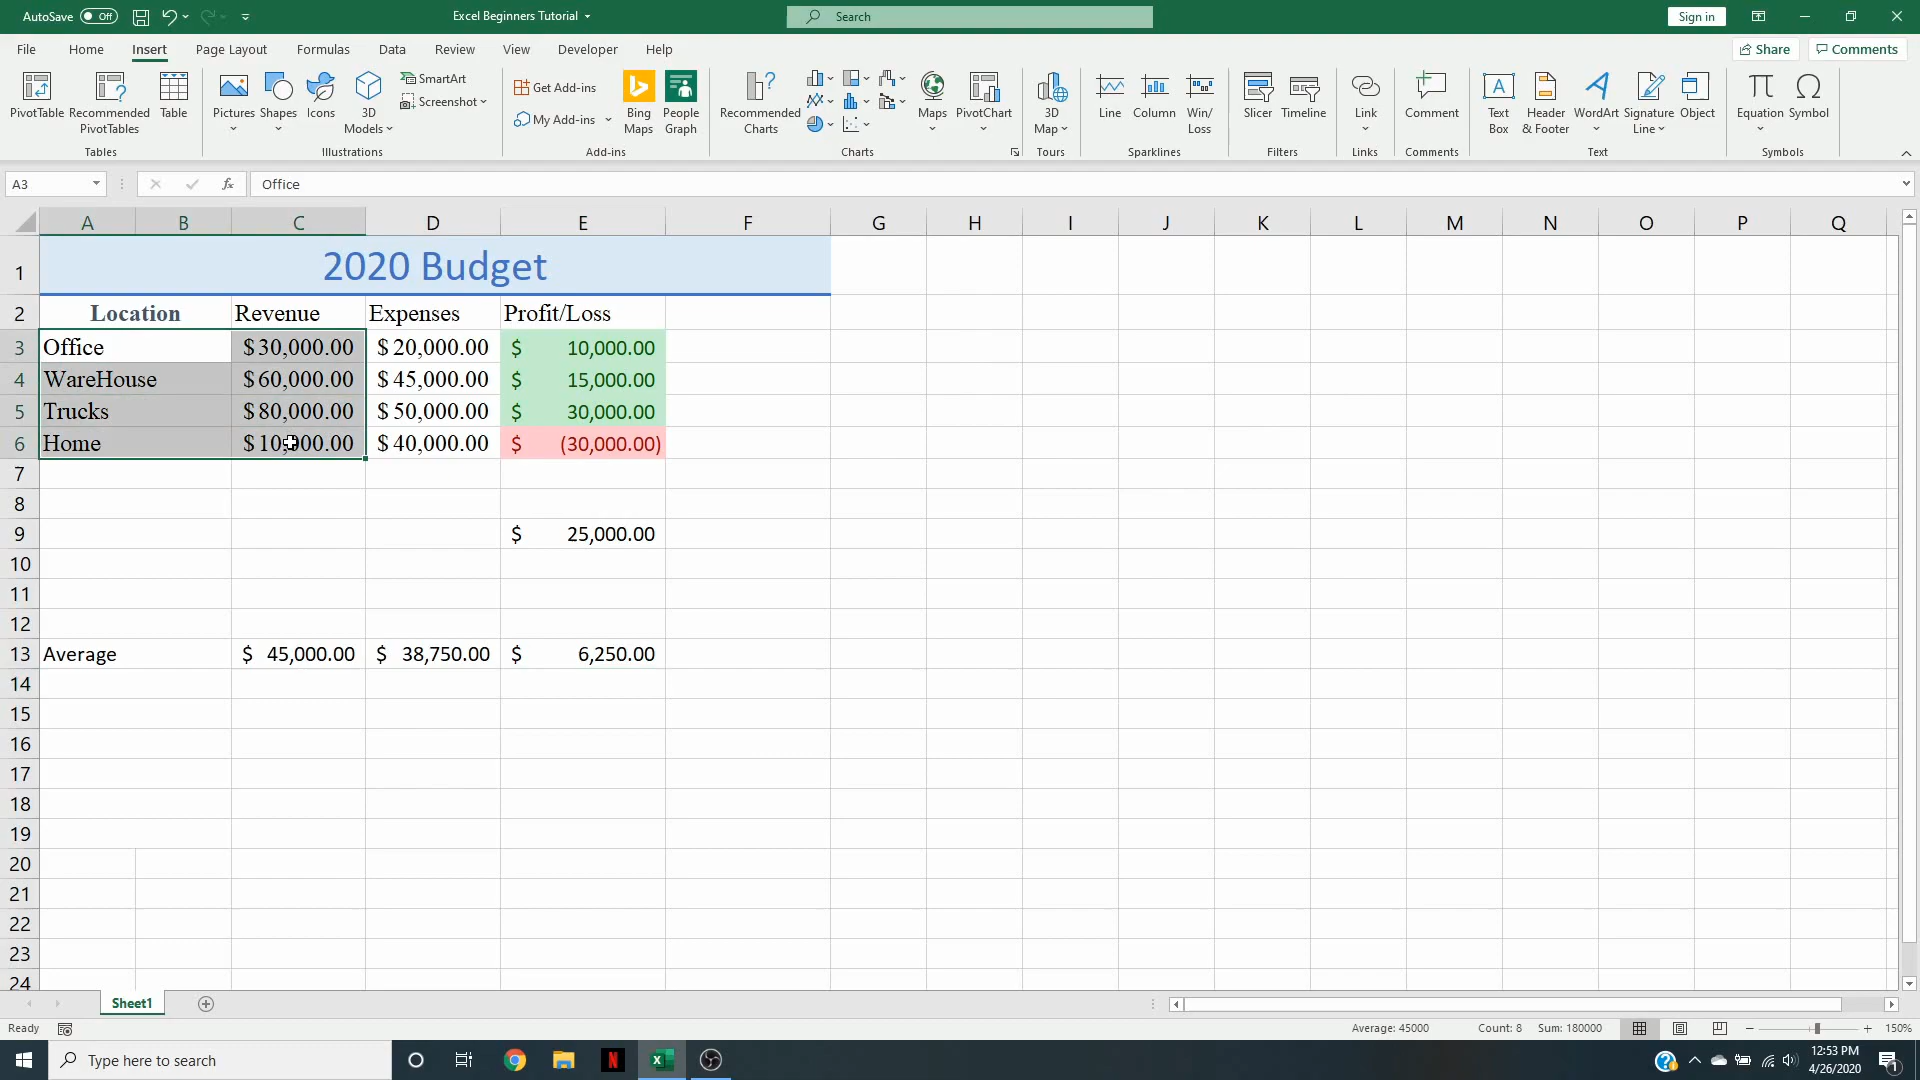 AutoSave Off Excel Beginners Tutorial Search Sign in
File Home Insert Page Layout Formulas Data Review View Developer Help Share Comments
PivotTable Recommended PivotTables Table
Tables
Pictures Shapes Icons 3D Models SmartArt Screenshot
Illustrations
Get Add-ins My Add-ins Bing Maps People Graph
Add-ins
Recommended Charts Maps PivotChart
Charts
3D Map
Tours
Line Column Win/Loss
Sparklines
Slicer Timeline
Filters
Link
Links
Comment
Comments
Text Box Header & Footer WordArt Signature Line Object
Text
Equation Symbol
Symbols
A3 fx Office
A B C D E F G H I J K L M N O P Q
1 2020 Budget
2 Location Revenue Expenses Profit/Loss
3 Office $30,000.00 $20,000.00 $ 10,000.00
4 WareHouse $60,000.00 $45,000.00 $ 15,000.00
5 Trucks $80,000.00 $50,000.00 $ 30,000.00
6 Home $10,000.00 $40,000.00 $ (30,000.00)
7
8
9 $ 25,000.00
10
11
12
13 Average $ 45,000.00 $ 38,750.00 $ 6,250.00
14
15
16
17
18
19
20
21
22
23
24
Sheet1
Ready Average: 45000 Count: 8 Sum: 180000 150%
Type here to search 12:53 PM
4/26/2020